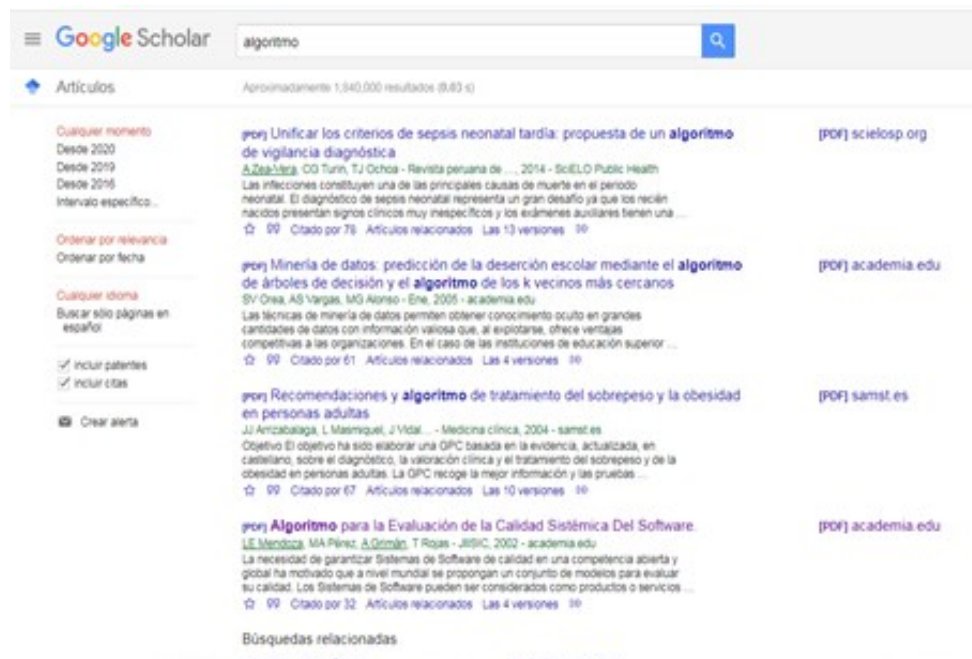 Google Scholar
algoritmo
Artículos
Aproximadamente 1,840,000 resultados (0,03 s)
Cualquier momento
Desde 2020
Desde 2019
Desde 2016
Intervalo específico...
Ordenar por relevancia
Ordenar por fecha
Cualquier idioma
Buscar sólo páginas en
español
incluir patentes
incluir citas
Crear alerta
[PDF] Unificar los criterios de sepsis neonatal tardía: propuesta de un algoritmo
de vigilancia diagnóstica
[PDF] scielosp.org
A Zea-Vera, CG Turin, TJ Ochoa - Revista peruana de ..., 2014 - SciELO Public Health
Las infecciones constituyen una de las principales causas de muerte en el periodo
neonatal. El diagnóstico de sepsis neonatal representa un gran desafío ya que los recién
nacidos presentan signos clínicos muy inespecíficos y los exámenes auxiliares tienen una ...
Citado por 78 Artículos relacionados Las 13 versiones
[PDF] Minería de datos: predicción de la deserción escolar mediante el algoritmo
de árboles de decisión y el algoritmo de los k vecinos más cercanos
[PDF] academia.edu
SV Orea, AS Vargas, MG Alonso - Ene, 2005 - academia.edu
Las técnicas de minería de datos permiten obtener conocimiento oculto en grandes
cantidades de datos con información valiosa que, al explotarse, ofrece ventajas
competitivas a las organizaciones. En el caso de las instituciones de educación superior ...
Citado por 61 Artículos relacionados Las 4 versiones
[PDF] Recomendaciones y algoritmo de tratamiento del sobrepeso y la obesidad
en personas adultas
[PDF] samst.es
JJ Arrizabalaga, L Masmiquel, J Vidal... - Medicina clínica, 2004 - samst.es
Objetivo El objetivo ha sido elaborar una GPC basada en la evidencia, actualizada, en
castellano, sobre el diagnóstico, la valoración clínica y el tratamiento del sobrepeso y de la
obesidad en personas adultas. La GPC recoge la mejor información y las pruebas ...
Citado por 67 Artículos relacionados Las 10 versiones
[PDF] Algoritmo para la Evaluación de la Calidad Sistémica Del Software.
[PDF] academia.edu
LE Mendoza, MA Pérez, A Grimán, T Rojas - JIISIC, 2002 - academia.edu
La necesidad de garantizar Sistemas de Software de calidad en una competencia abierta y
global ha motivado que a nivel mundial se propongan un conjunto de modelos para evaluar
su calidad. Los Sistemas de Software pueden ser considerados como productos o servicios ...
Citado por 32 Artículos relacionados Las 4 versiones
Búsquedas relacionadas